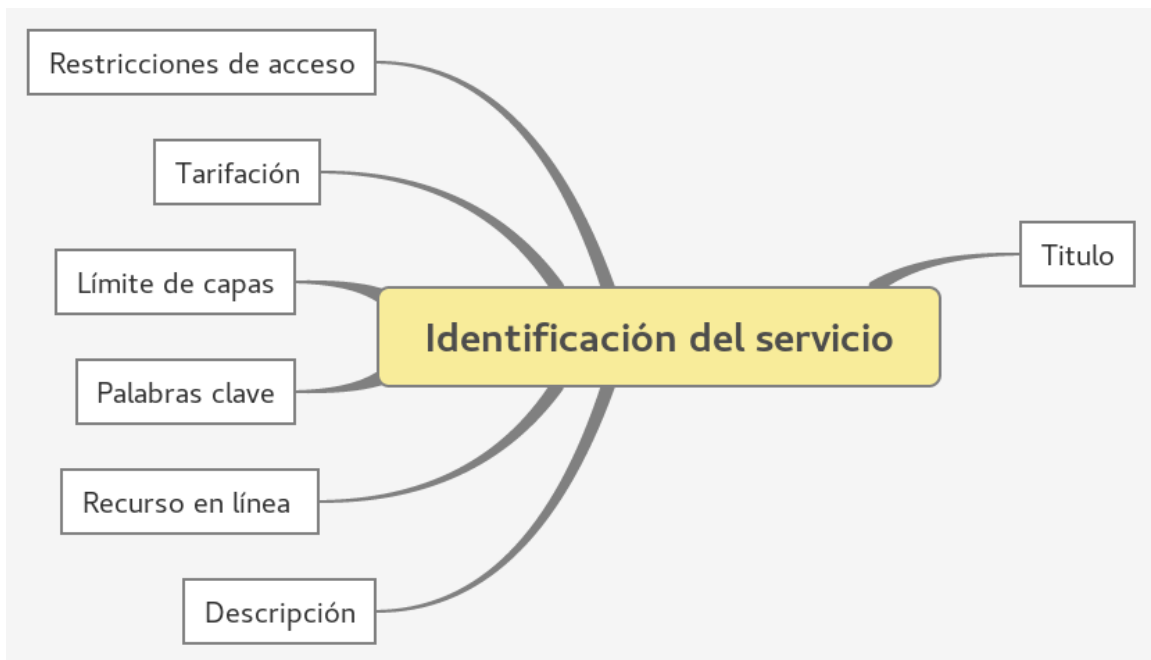 Restricciones de acceso
Tarifación
Límite de capas
Palabras clave
Recurso en línea
Descripción
Identificación del servicio
Titulo